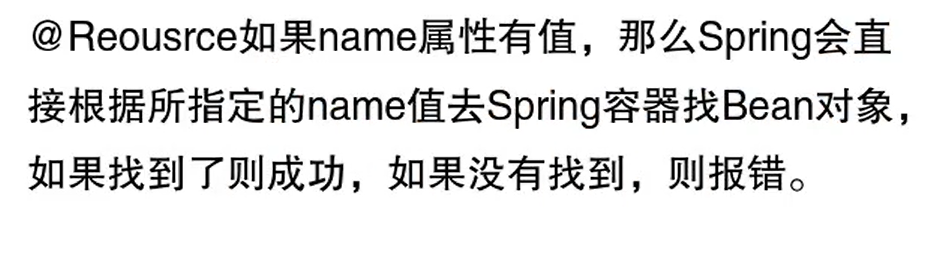 @Reousrce如果name属性有值，那么Spring会直
接根据所指定的name值去Spring容器找Bean对象，
如果找到了则成功，如果没有找到，则报错。